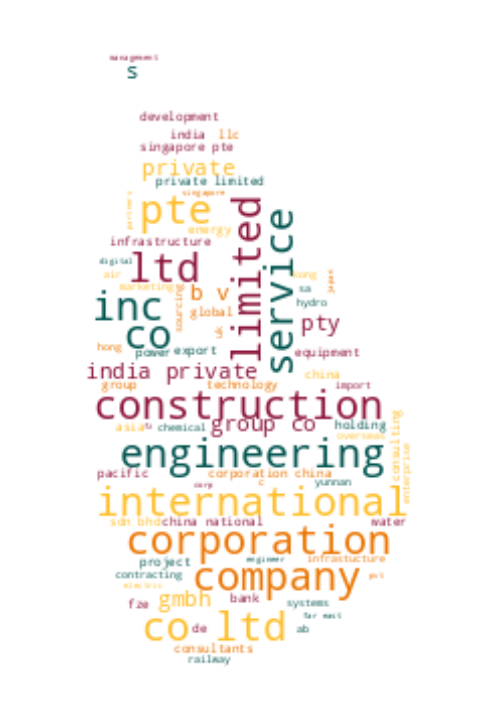 management
s
development
india llc
singapore pte
private
private limited
singapore
partners
pte
energy
limited
service
infrastructure
ltd
digital
air
marketing
sourcing
b v
kong
japan
sa
hydro
inc
global
uk
pty
co
hong
power export
equipment
india private
china
group
technology
import
construction
asia
chemical
group co
holding
overseas
consulting
enterprise
engineering
pacific
corporation china
corp
c
yunnan
international
sdn bhd
china national
water
corporation
project
engineer
infrastucture
contracting
company
pvt
electric
fze
gmbh
bank
systems
far east
co ltd
de
ab
consultants
railway